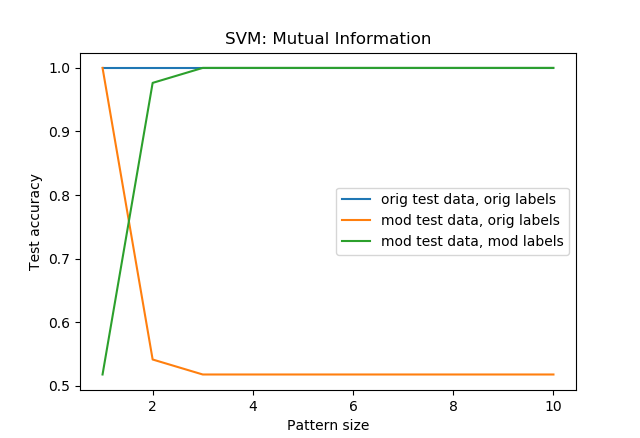 SVM: Mutual Information
1.0
0.9
0.8
0.7
0.6
0.5
Test accuracy
orig test data, orig labels
mod test data, orig labels
mod test data, mod labels
2 4 6 8 10
Pattern size